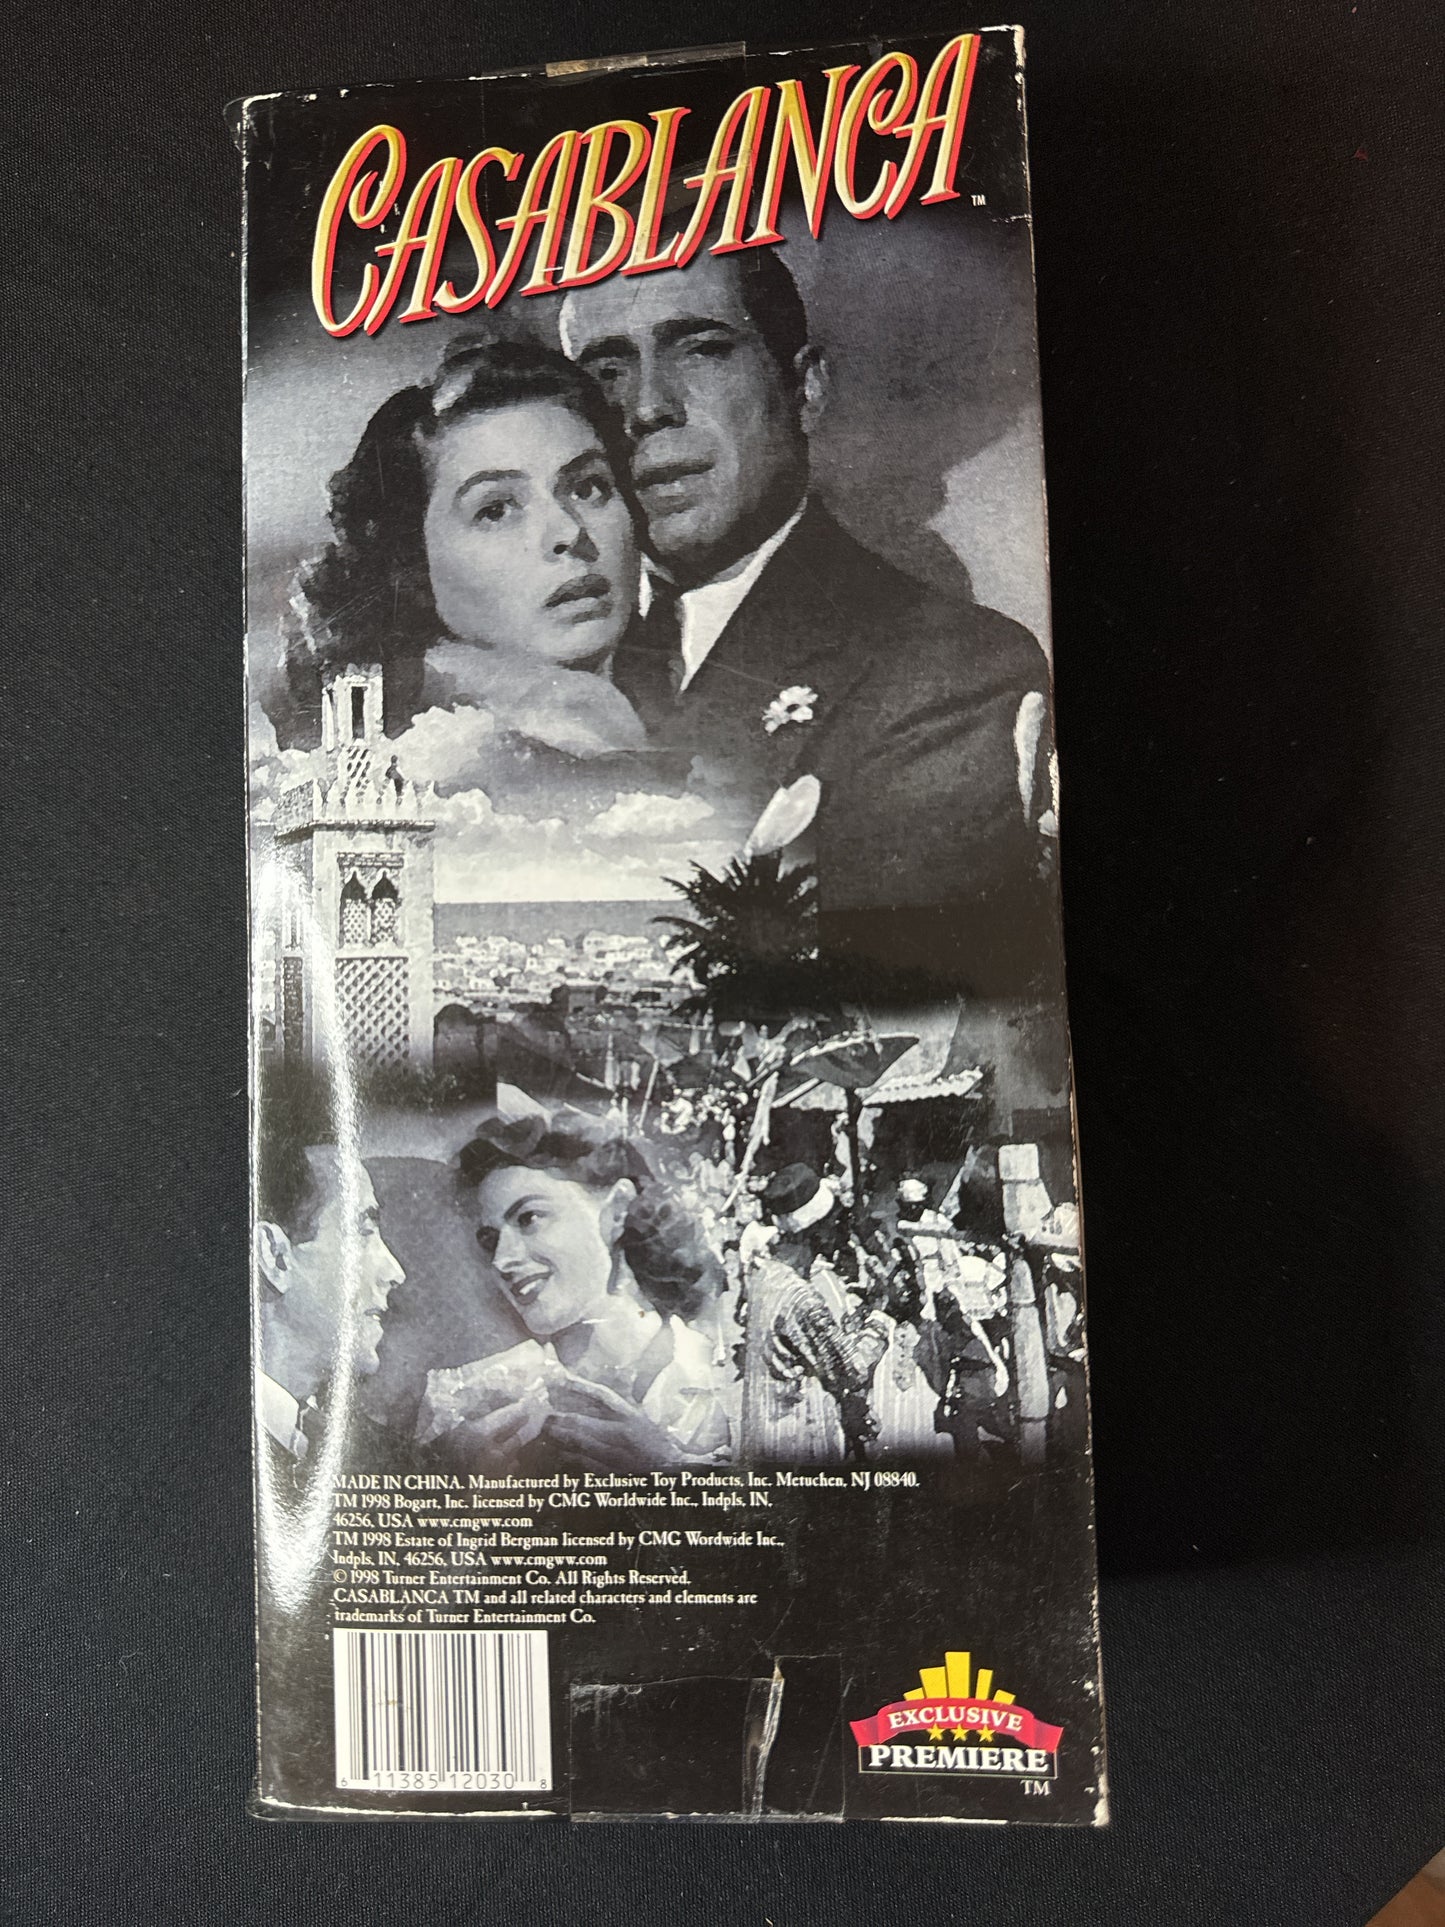 CASABLANCA
TM
MADE IN CHINA. Manufactured by Exclusive Toy Products, Inc. Metuchen, NJ 08840.
TM 1998 Bogart, Inc. licensed by CMG Worldwide Inc., Indpls, IN,
46256, USA www.cmgww.com
TM 1998 Estate of Ingrid Bergman licensed by CMG Wordwide Inc.,
Indpls, IN, 46256, USA www.cmgww.com
© 1998 Turner Entertainment Co. All Rights Reserved.
CASABLANCA TM and all related characters and elements are
trademarks of Turner Entertainment Co.
6 11385 12030 8
EXCLUSIVE
PREMIERE
TM